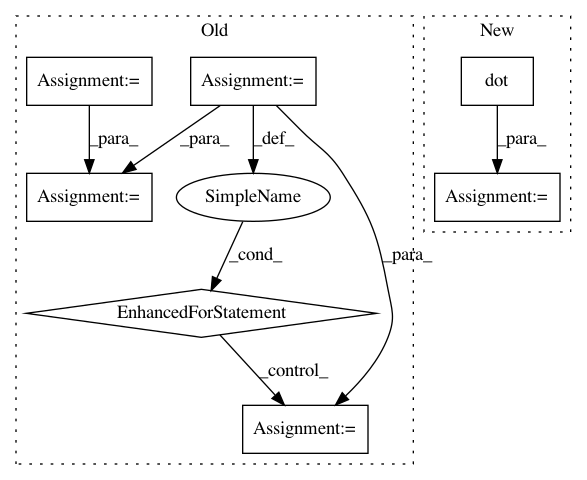 Old
New
Assignment:=
Assignment:=
dot
_para_
_para_
_def_
_para_
Assignment:=
SimpleName
Assignment:=
_cond_
_para_
EnhancedForStatement
_control_
Assignment:=